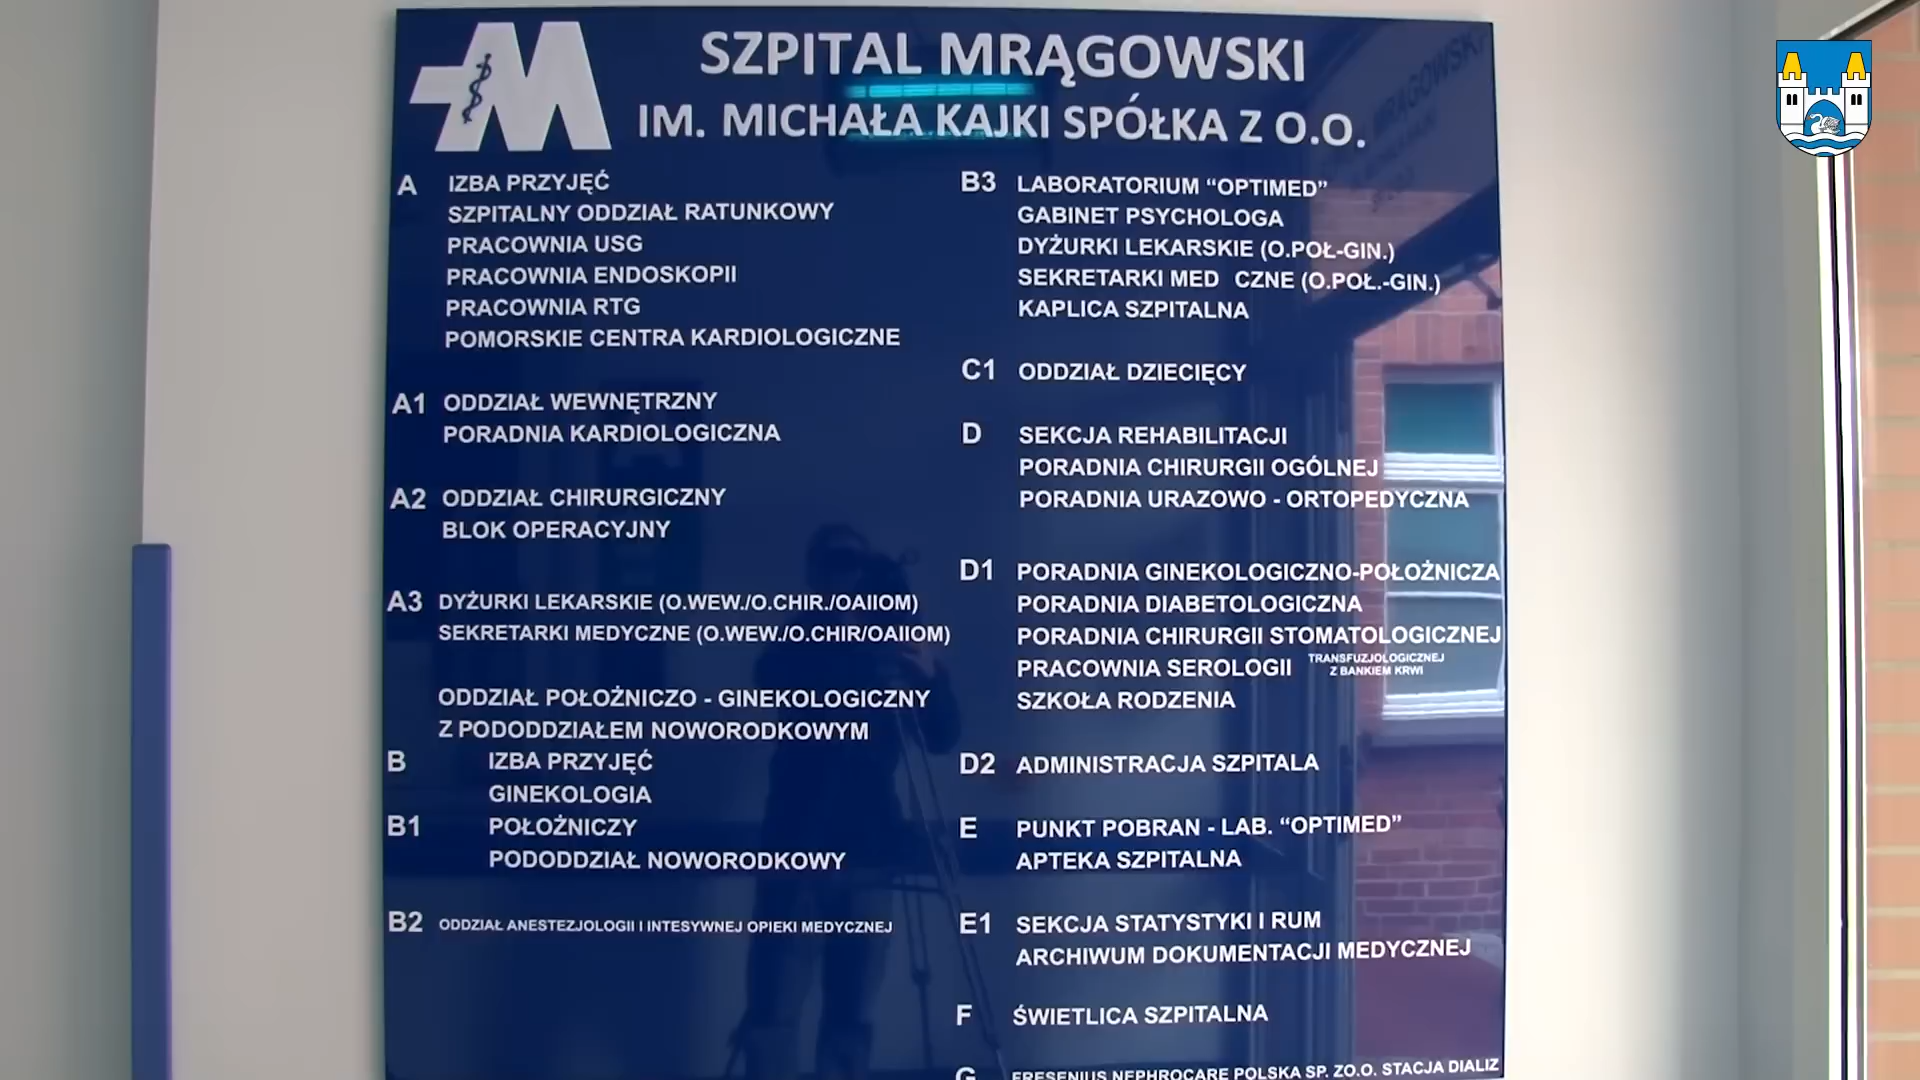 SZPITAL MRĄGOWSKI
IM. MICHAŁA KAJKI SPÓŁKA Z O.O.
A IZBA PRZYJĘĆ
SZPITALNY ODDZIAŁ RATUNKOWY
PRACOWNIA USG
PRACOWNIA ENDOSKOPII
PRACOWNIA RTG
POMORSKIE CENTRA KARDIOLOGICZNE
A1 ODDZIAŁ WEWNĘTRZNY
PORADNIA KARDIOLOGICZNA
A2 ODDZIAŁ CHIRURGICZNY
BLOK OPERACYJNY
A3 DYŻURKI LEKARSKIE (O.WEW./O.CHIR./OAIIOM)
SEKRETARKI MEDYCZNE (O.WEW./O.CHIR/OAIIOM)
ODDZIAŁ POŁOŻNICZO - GINEKOLOGICZNY
Z PODODDZIAŁEM NOWORODKOWYM
B IZBA PRZYJĘĆ
GINEKOLOGIA
B1 POŁOŻNICZY
PODODDZIAŁ NOWORODKOWY
B2 ODDZIAŁ ANESTEZJOLOGII I INTESYWNEJ OPIEKI MEDYCZNEJ
B3 LABORATORIUM “OPTIMED”
GABINET PSYCHOLOGA
DYŻURKI LEKARSKIE (O.POŁ-GIN.)
SEKRETARKI MED CZNE (O.POŁ.-GIN.)
KAPLICA SZPITALNA
C1 ODDZIAŁ DZIECIĘCY
D SEKCJA REHABILITACJI
PORADNIA CHIRURGII OGÓLNEJ
PORADNIA URAZOWO - ORTOPEDYCZNA
D1 PORADNIA GINEKOLOGICZNO-POŁOŻNICZA
PORADNIA DIABETOLOGICZNA
PORADNIA CHIRURGII STOMATOLOGICZNEJ
PRACOWNIA SEROLOGII TRANSFUZJOLOGICZNEJ
Z BANKIEM KRWI
SZKOŁA RODZENIA
D2 ADMINISTRACJA SZPITALA
E PUNKT POBRAN - LAB. “OPTIMED”
APTEKA SZPITALNA
E1 SEKCJA STATYSTYKI I RUM
ARCHIWUM DOKUMENTACJI MEDYCZNEJ
F ŚWIETLICA SZPITALNA
G FRESENIUS NEPHROCARE POLSKA SP. ZO.O. STACJA DIALIZ